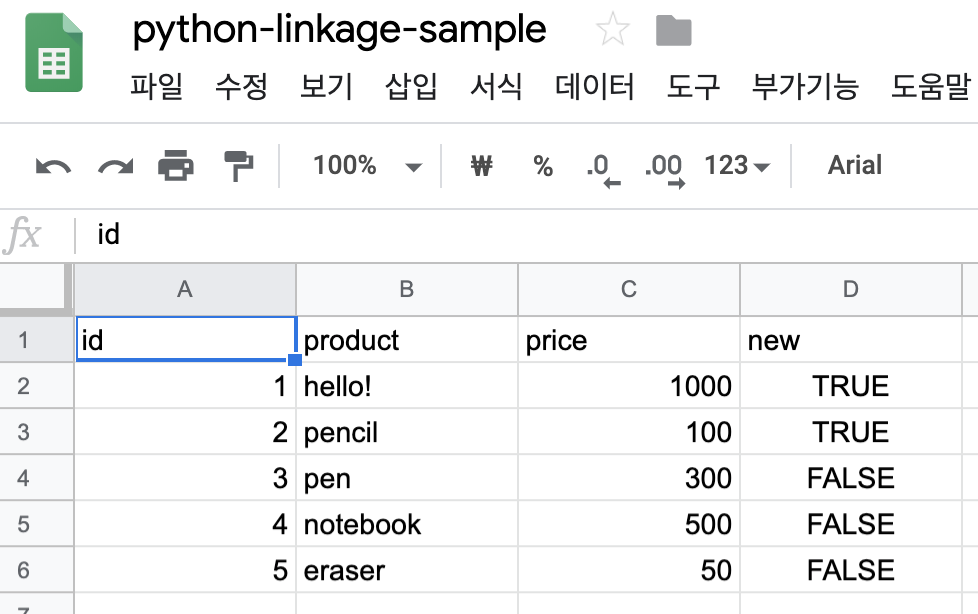 python-linkage-sample
파일 수정 보기 삽입 서식 데이터 도구 부가기능 도움말
100% ₩ % .0 .00 123 Arial
fx id
A B C D
1 id product price new
2 1 hello! 1000 TRUE
3 2 pencil 100 TRUE
4 3 pen 300 FALSE
5 4 notebook 500 FALSE
6 5 eraser 50 FALSE